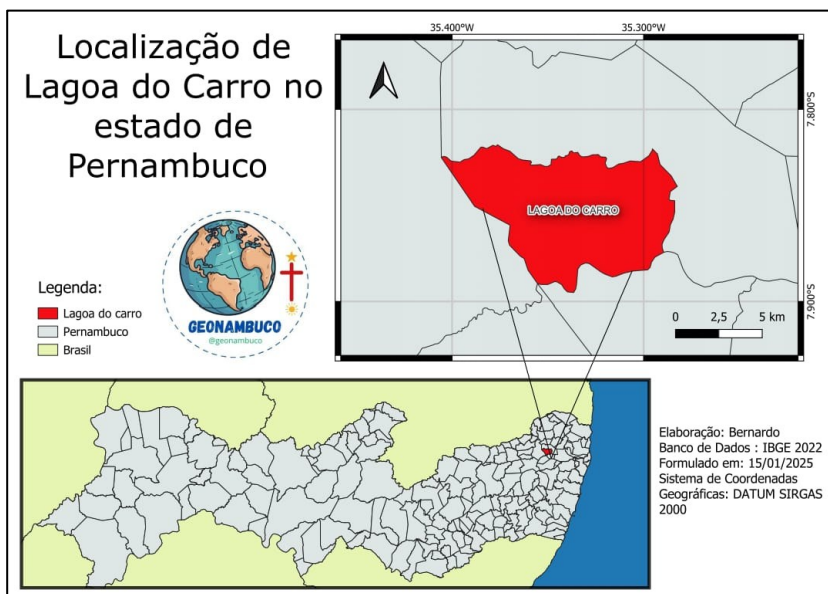 Localização de
Lagoa do Carro no
estado de
Pernambuco
GEONAMBUCO
@geonambuco
Legenda:
Lagoa do carro
Pernambuco
Brasil
35.400°W
35.300°W
7.800°S
7.900°S
LAGOA DO CARRO
0 2,5 5 km
Elaboração: Bernardo
Banco de Dados : IBGE 2022
Formulado em: 15/01/2025
Sistema de Coordenadas
Geográficas: DATUM SIRGAS
2000